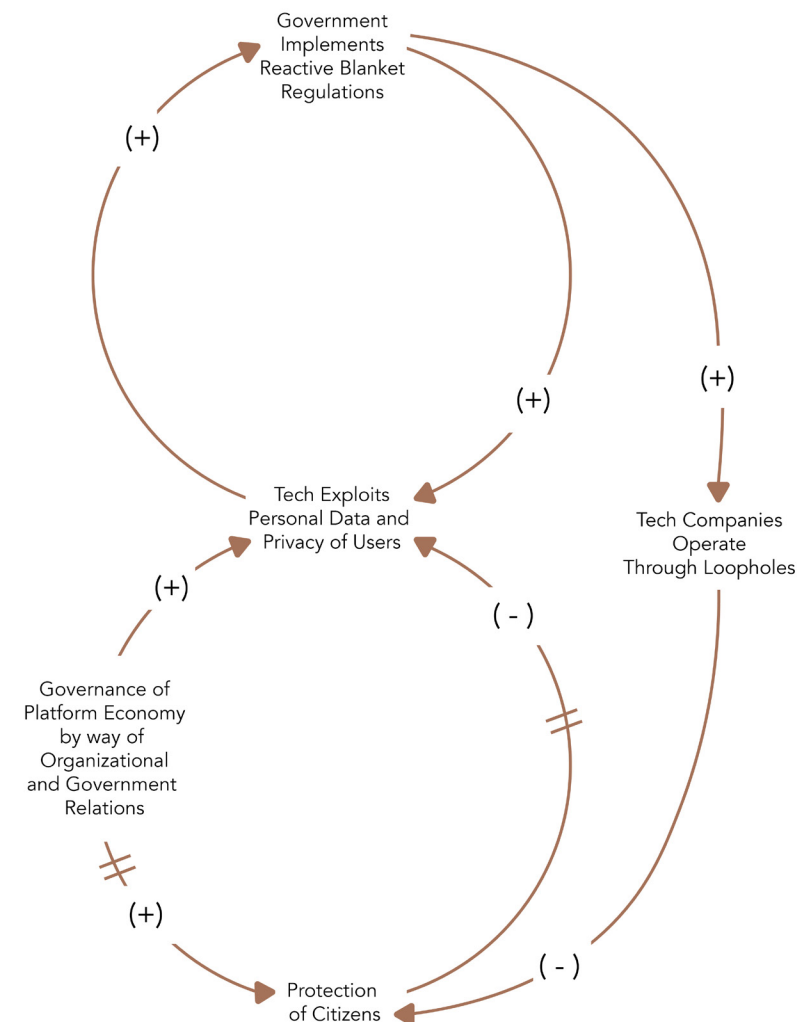 Government
Implements
Reactive Blanket
Regulations
(+)
(+)
(+)
Tech Exploits
Personal Data and
Privacy of Users
Tech Companies
Operate
Through Loopholes
(+)
( - )
Governance of
Platform Economy
by way of
Organizational
and Government
Relations
(+)
( - )
Protection
of Citizens